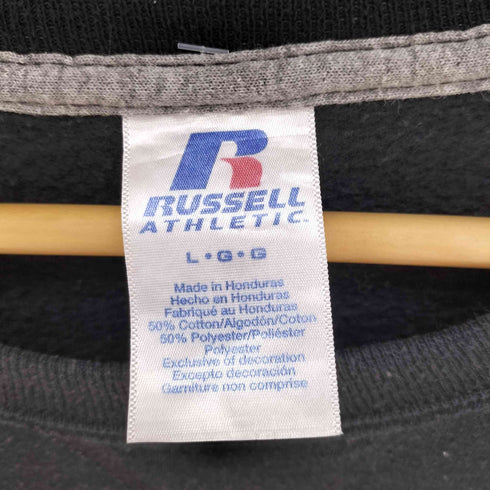 R
RUSSELL
ATHLETIC
L • G • G
Made in Honduras
Hecho en Honduras
Fabriqué au Honduras
50% Cotton/Algodón/Coton
50% Polyester/Poliéster
Polyester
Exclusive of decoration
Excepto decoración
Garniture non comprise